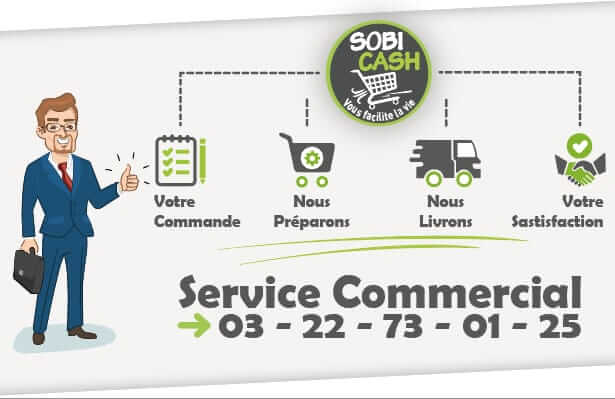 SOBI
CASH
Vous facilite la vie
Votre
Commande
Nous
Préparons
Nous
Livrons
Votre
Sastisfaction
Service Commercial
03 - 22 - 73 - 01 - 25